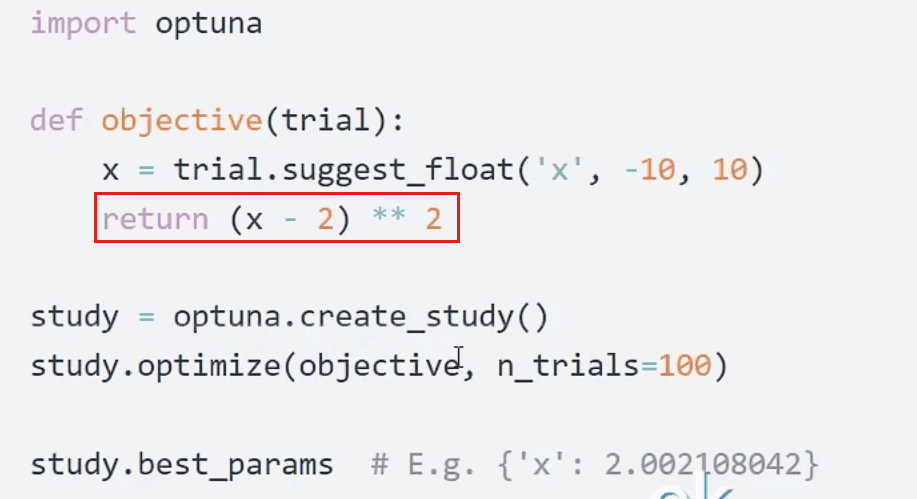 import optuna
def objective(trial):
x = trial.suggest_float('x', -10, 10)
return (x - 2) ** 2
study = optuna.create_study()
study.optimize(objective, n_trials=100)
study.best_params # E.g. {'x': 2.002108042}